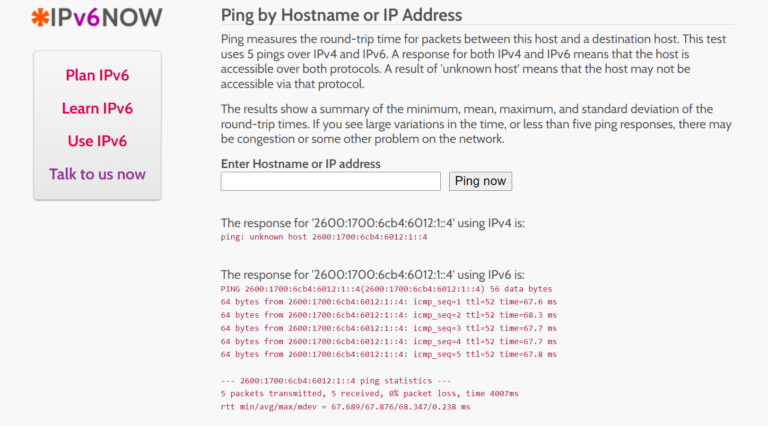 IPv6NOW
Plan IPv6
Learn IPv6
Use IPv6
Talk to us now
Ping by Hostname or IP Address
Ping measures the round-trip time for packets between this host and a destination host. This test
uses 5 pings over IPv4 and IPv6. A response for both IPv4 and IPv6 means that the host is
accessible over both protocols. A result of 'unknown host' means that the host may not be
accessible via that protocol.
The results show a summary of the minimum, mean, maximum, and standard deviation of the
round-trip times. If you see large variations in the time, or less than five ping responses, there may
be congestion or some other problem on the network.
Enter Hostname or IP address
Ping now
The response for '2600:1700:6cb4:6012:1::4' using IPv4 is:
ping: unknown host 2600:1700:6cb4:6012:1::4
The response for '2600:1700:6cb4:6012:1::4' using IPv6 is:
PING 2600:1700:6cb4:6012:1::4(2600:1700:6cb4:6012:1::4) 56 data bytes
64 bytes from 2600:1700:6cb4:6012:1::4: icmp_seq=1 ttl=52 time=67.6 ms
64 bytes from 2600:1700:6cb4:6012:1::4: icmp_seq=2 ttl=52 time=68.3 ms
64 bytes from 2600:1700:6cb4:6012:1::4: icmp_seq=3 ttl=52 time=67.7 ms
64 bytes from 2600:1700:6cb4:6012:1::4: icmp_seq=4 ttl=52 time=67.7 ms
64 bytes from 2600:1700:6cb4:6012:1::4: icmp_seq=5 ttl=52 time=67.8 ms
--- 2600:1700:6cb4:6012:1::4 ping statistics ---
5 packets transmitted, 5 received, 0% packet loss, time 4007ms
rtt min/avg/max/mdev = 67.689/67.876/68.347/0.238 ms